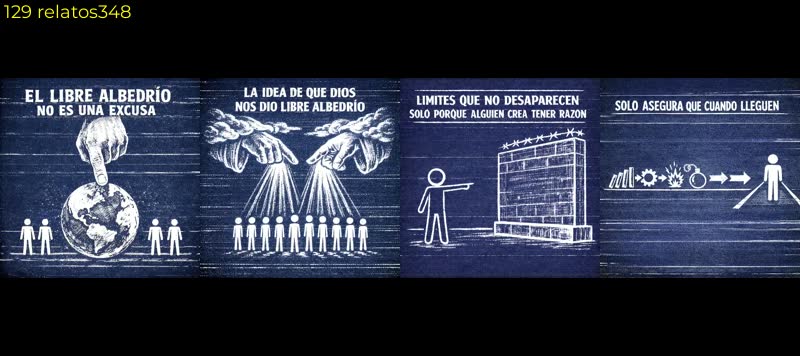 129 relatos348
EL LIBRE ALBEDRÍO
NO ES UNA EXCUSA
LA IDEA DE QUE DIOS
NOS DIO LIBRE ALBEDRÍO
LIMITES QUE NO DESAPARECEN
SOLO PORQUE ALGUIEN CREA TENER RAZON
SOLO ASEGURA QUE CUANDO LLEGUEN